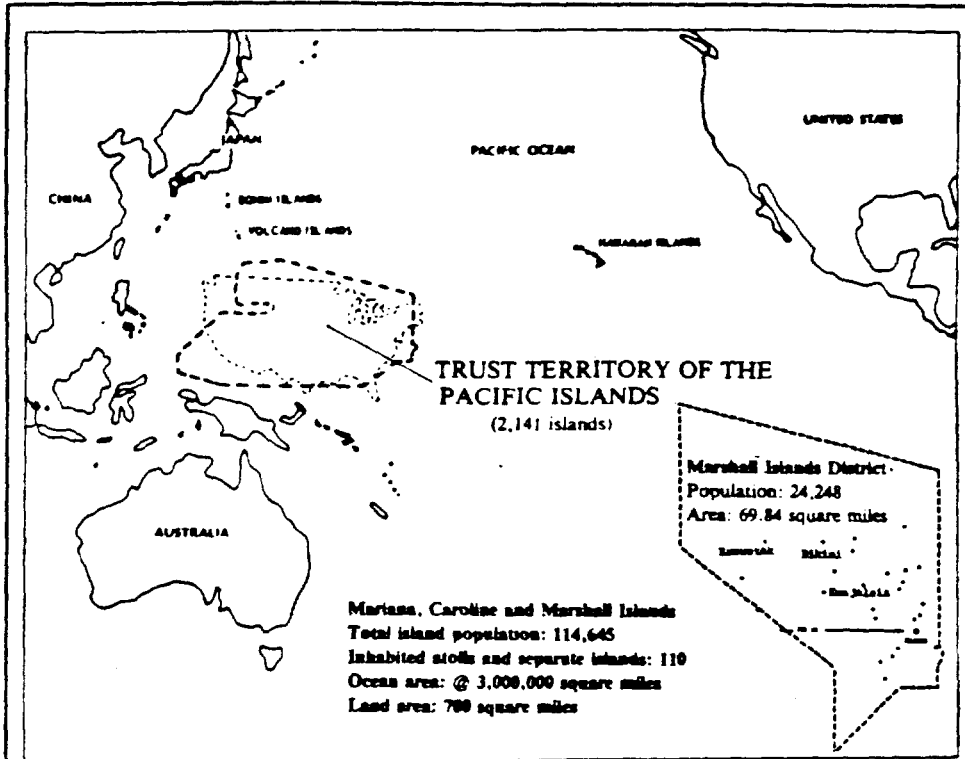 UNITED STATES
JAPAN
PACIFIC OCEAN
CHINA
BONIN ISLANDS
VOLCANO ISLANDS
HAWAIIAN ISLANDS
TRUST TERRITORY OF THE
PACIFIC ISLANDS
(2,141 islands)
Marshall Islands District
Population: 24,248
Area: 69.84 square miles
AUSTRALIA
Eniwetok
Bikini
Kwajalein
Mariana, Caroline and Marshall Islands
Total island population: 114,645
Inhabited atolls and separate islands: 110
Ocean area: @ 3,000,000 square miles
Land area: 700 square miles